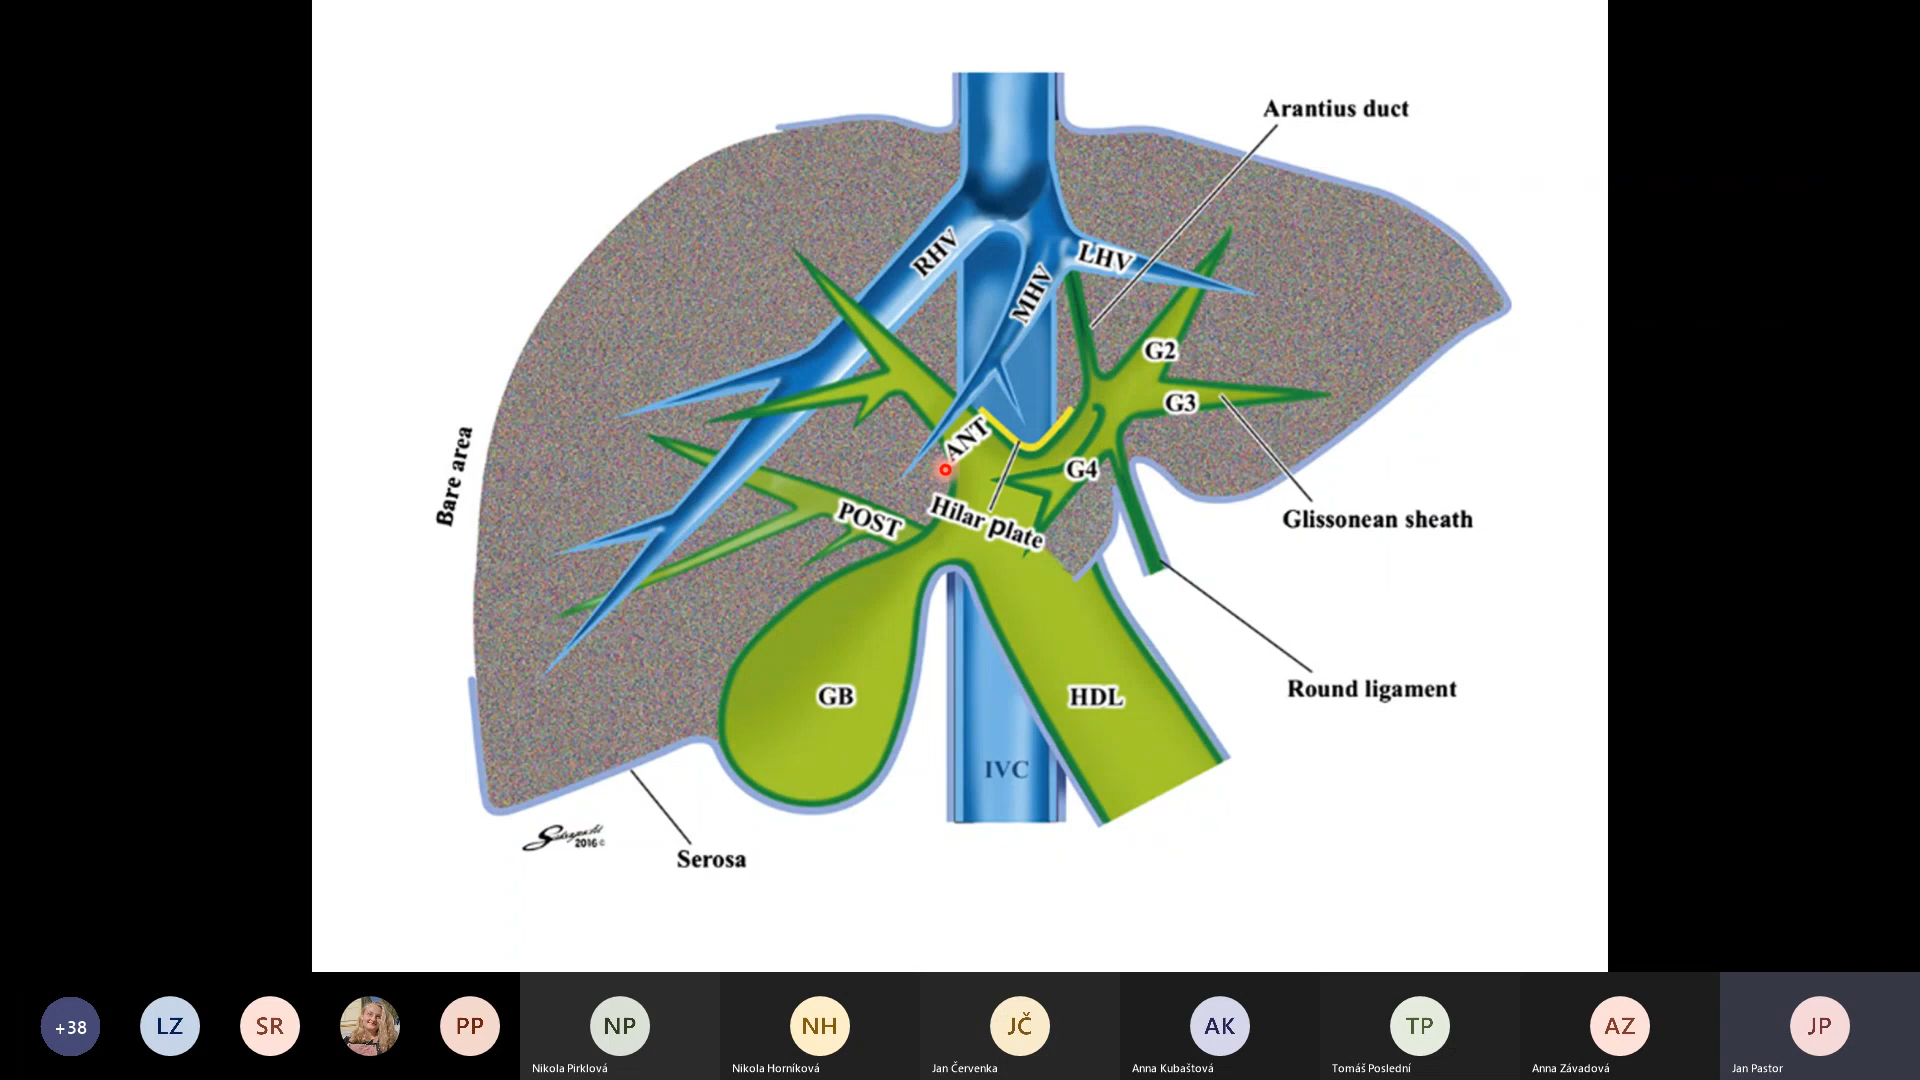 Arantius duct
RHV
LHV
MHV
G2
G3
ANT
G4
Bare area
Hilar plate
POST
Glissonean sheath
Round ligament
GB
HDL
IVC
2016 ©
Serosa
+38
LZ
SR
PP
NP
NH
JČ
AK
TP
AZ
JP
Nikola Pirklová
Nikola Horníková
Jan Červenka
Anna Kubaštová
Tomáš Poslední
Anna Závadová
Jan Pastor